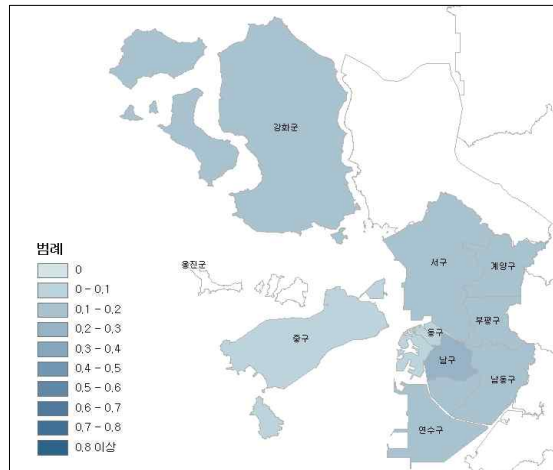 강화군
서구
계양구
옹진군
부평구
중구
동구
남구
남동구
연수구
범례
0
0 - 0,1
0,1 - 0,2
0,2 - 0,3
0,3 - 0,4
0,4 - 0,5
0,5 - 0,6
0,6 - 0,7
0,7 - 0,8
0,8 이상